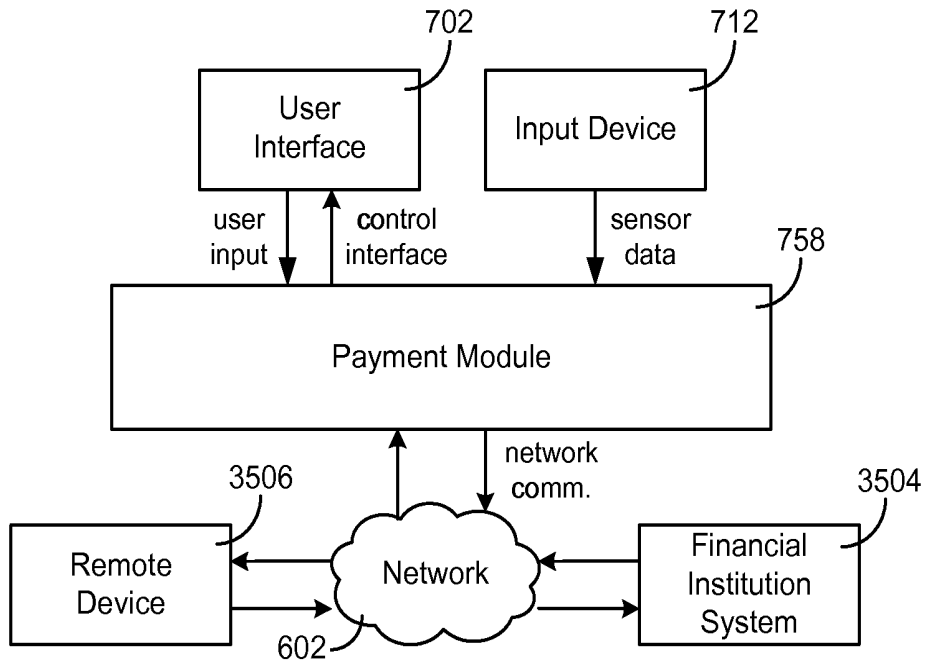 702
712
User
Interface
Input Device
user
input
control
interface
sensor
data
758
Payment Module
network
comm.
3506
3504
Remote
Device
Network
Financial
Institution
System
602